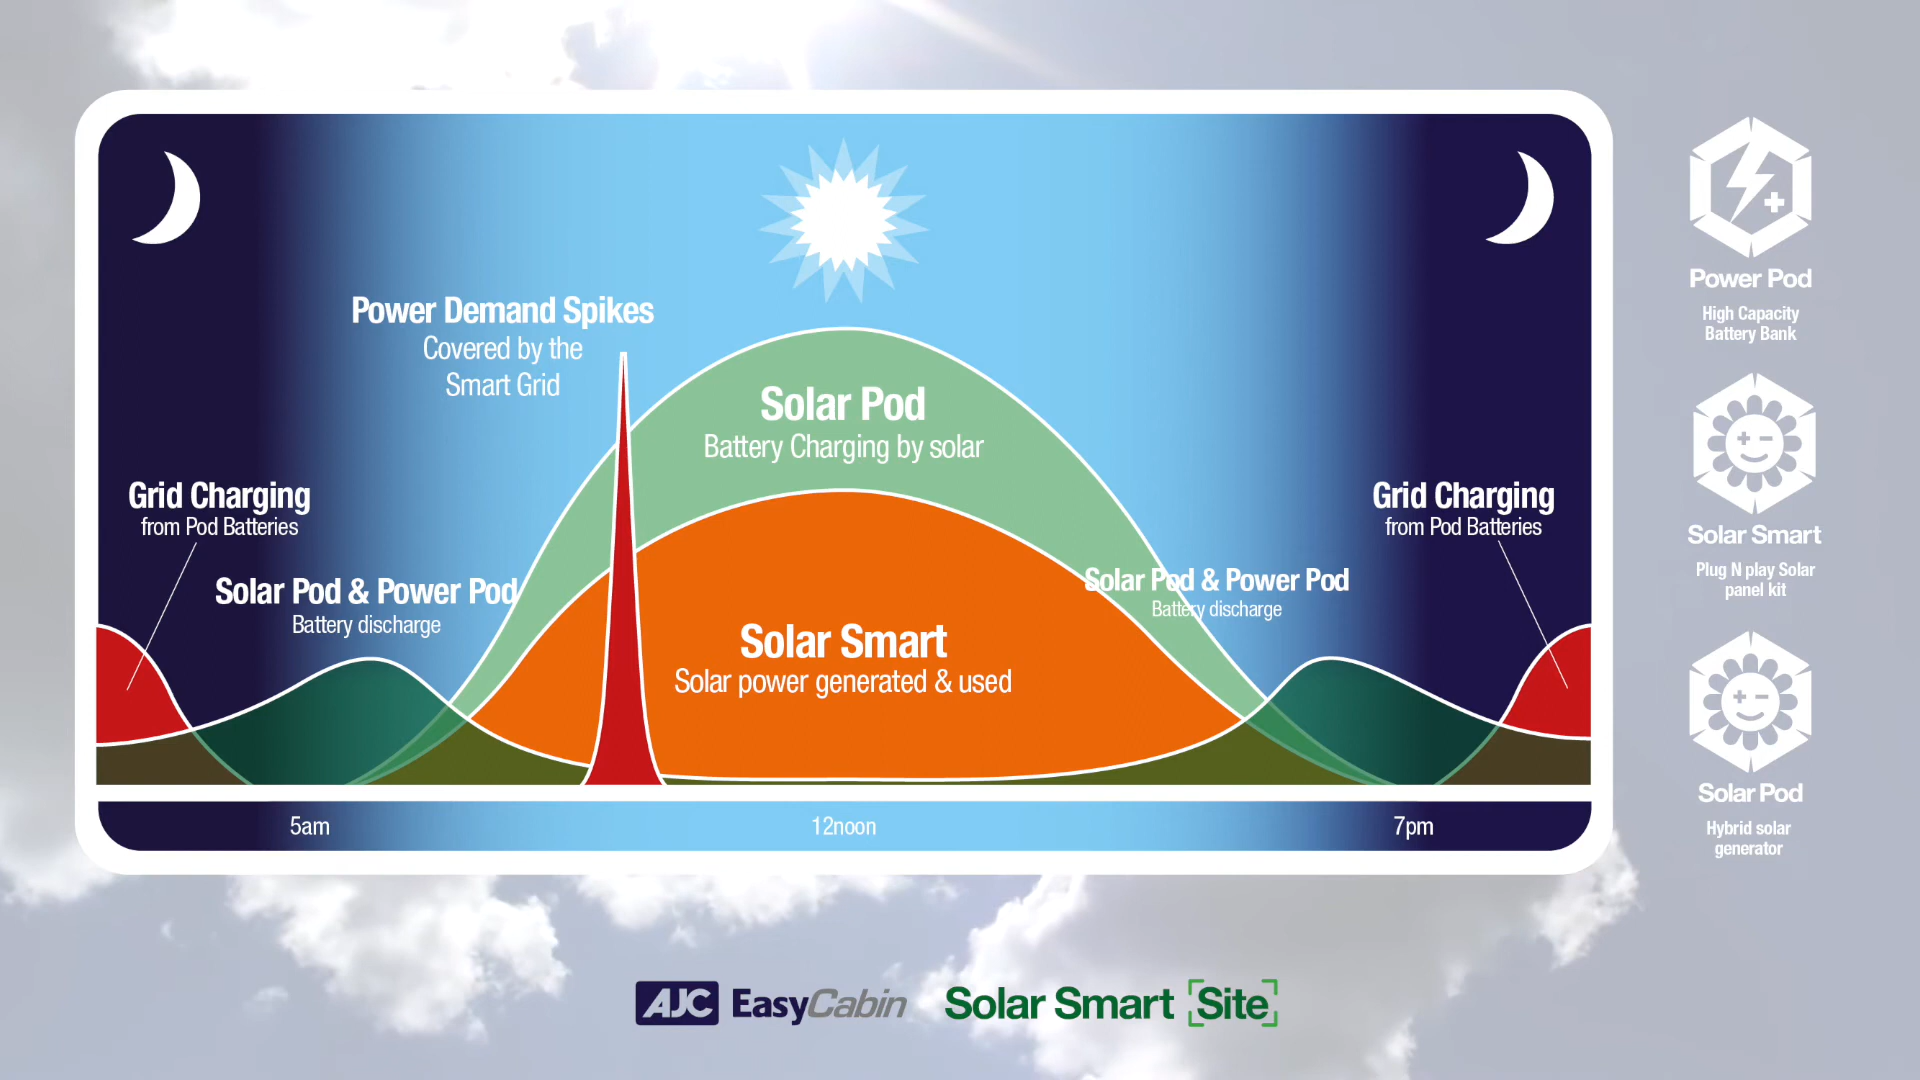 Power Demand Spikes
Covered by the
Smart Grid
Solar Pod
Battery Charging by solar
Grid Charging
from Pod Batteries
Solar Pod & Power Pod
Battery discharge
Solar Smart
Solar power generated & used
Solar Pod & Power Pod
Battery discharge
Grid Charging
from Pod Batteries
5am
12noon
7pm
Power Pod
High Capacity
Battery Bank
Solar Smart
Plug N play Solar
panel kit
Solar Pod
Hybrid solar
generator
AJC EasyCabin
Solar Smart [Site]